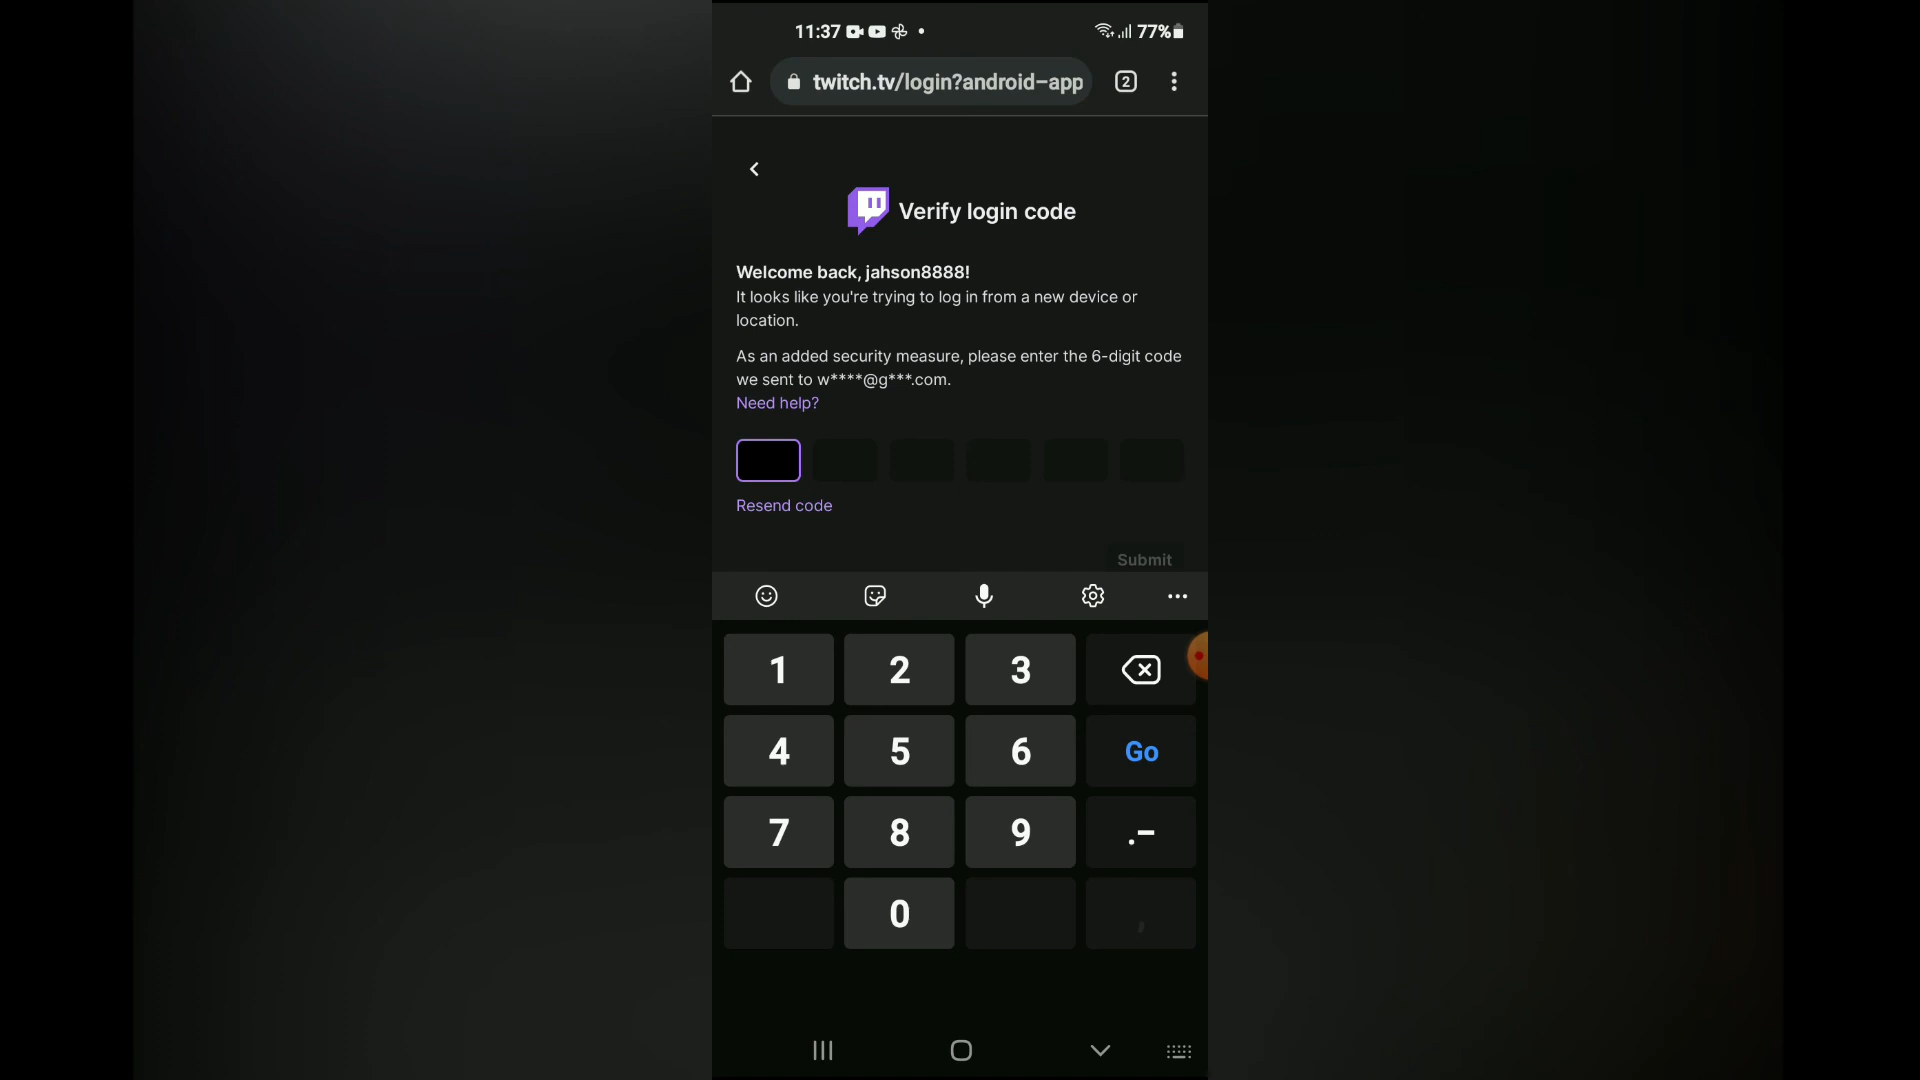 11:37 77%
twitch.tv/login?android-app 2
Verify login code
Welcome back, jahson8888!
It looks like you're trying to log in from a new device or
location.
As an added security measure, please enter the 6-digit code
we sent to w****@g***.com.
Need help?
Resend code
Submit
1 2 3
4 5 6 Go
7 8 9 .-
0 ,